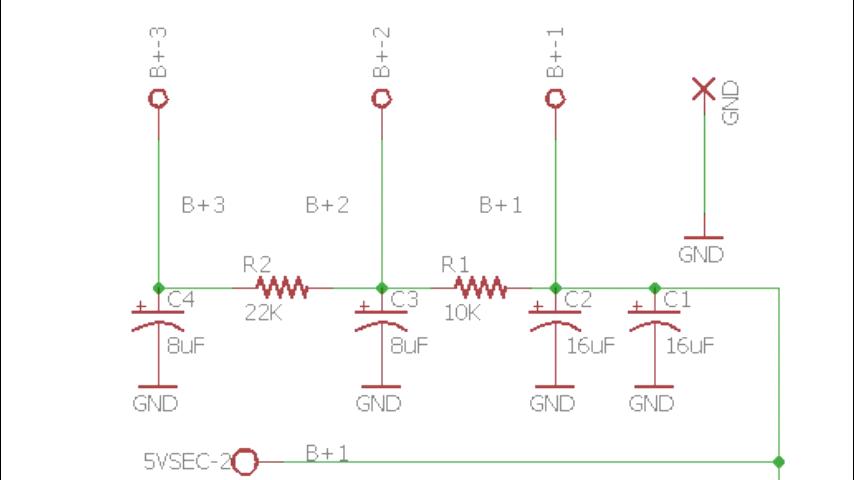 B+-3
B+-2
B+-1
GND
B+3
B+2
B+1
GND
R2
R1
C4
C3
C2
C1
22K
10K
8uF
8uF
16uF
16uF
GND
GND
GND
GND
5VSEC-2
B+1